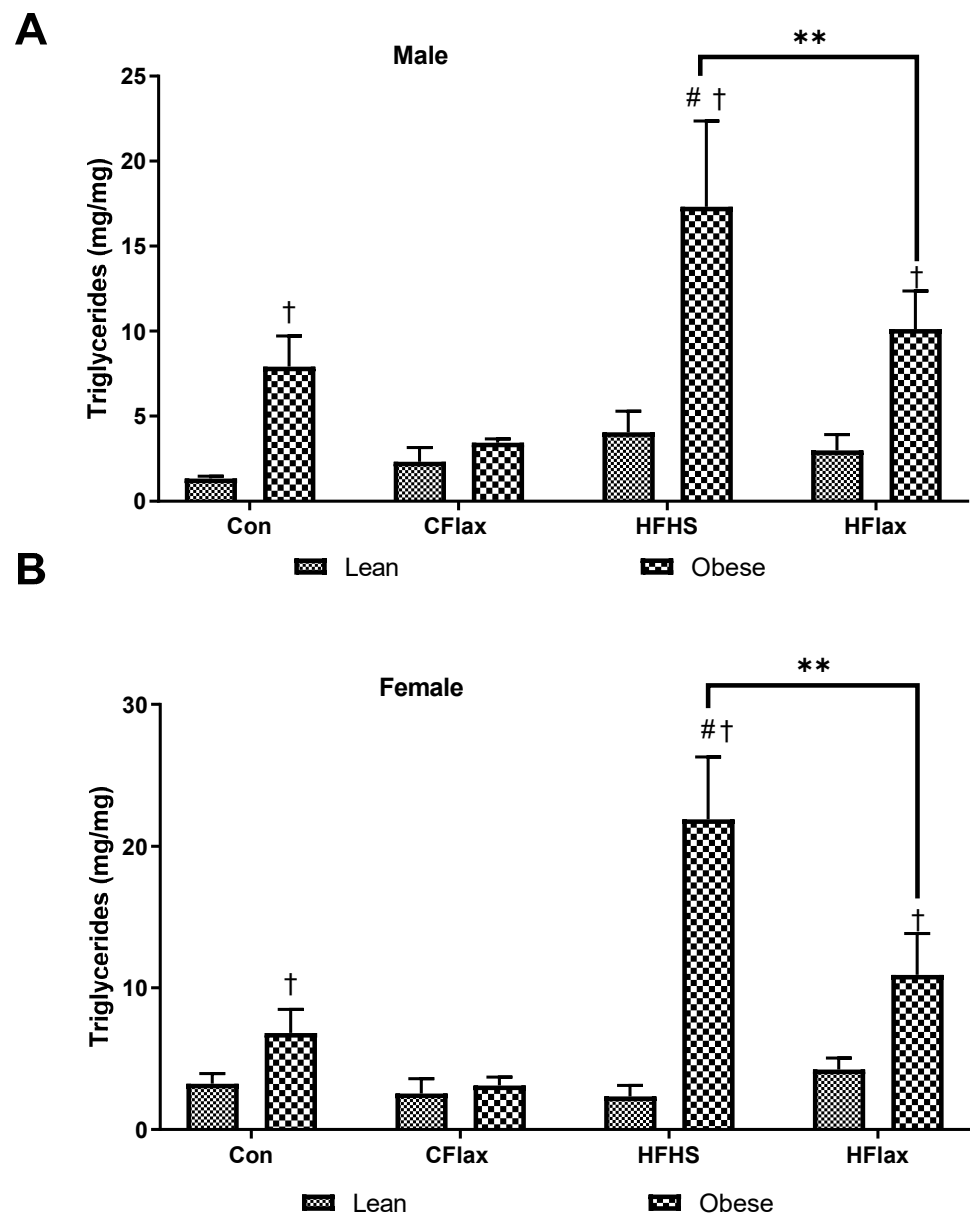 A
Male
**
# †
†
†
Triglycerides (mg/mg)
25
20
15
10
5
0
Con CFlax HFHS HFlax
Lean Obese
B
Female
**
# †
†
†
Triglycerides (mg/mg)
30
20
10
0
Con CFlax HFHS HFlax
Lean Obese